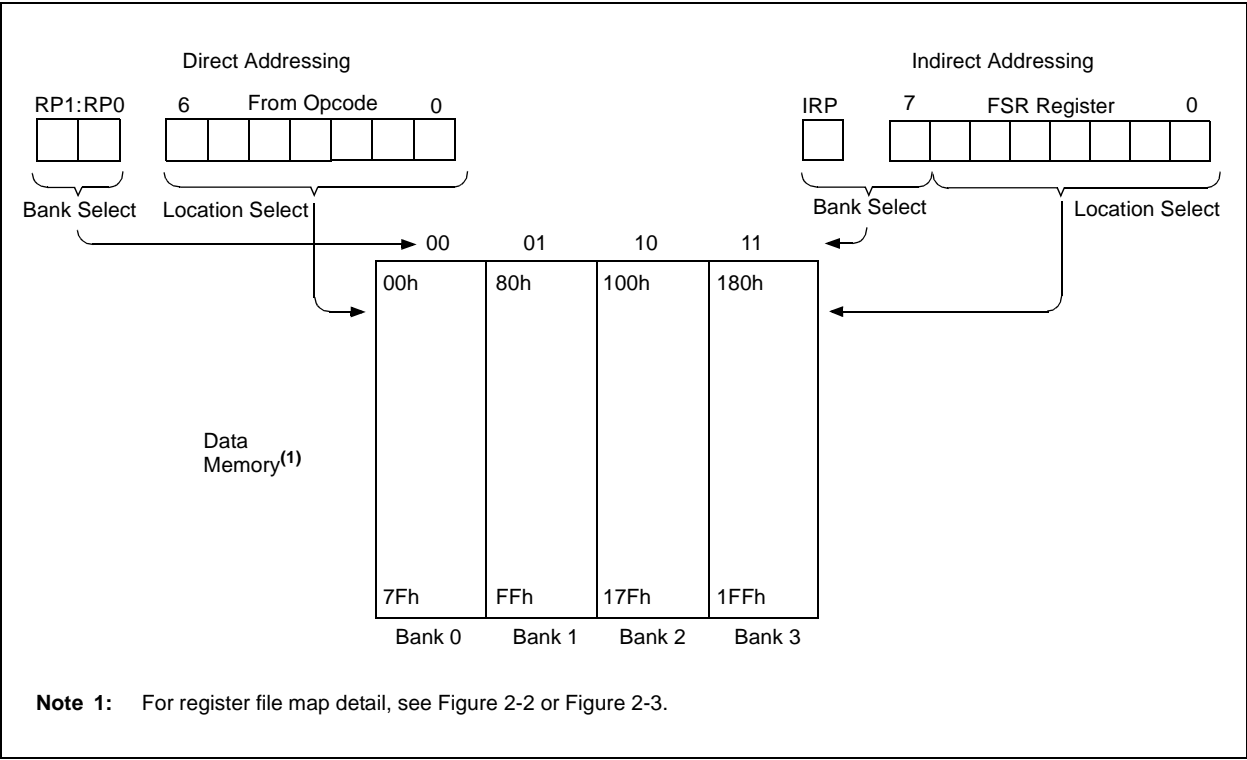 Direct Addressing
Indirect Addressing
RP1:RP0 6 From Opcode 0
IRP 7 FSR Register 0
Bank Select Location Select
Bank Select Location Select
00 01 10 11
00h 80h 100h 180h
Data
Memory(1)
7Fh FFh 17Fh 1FFh
Bank 0 Bank 1 Bank 2 Bank 3
Note 1: For register file map detail, see Figure 2-2 or Figure 2-3.